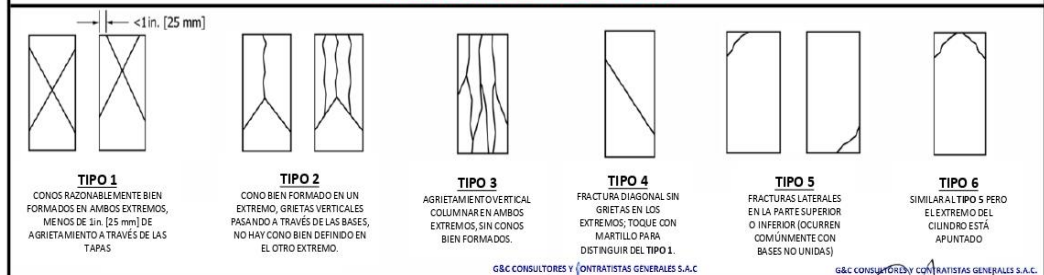 <1in. [25 mm]
TIPO 1
CONOS RAZONABLEMENTE BIEN
FORMADOS EN AMBOS EXTREMOS,
MENOS DE 1in. [25 mm] DE
AGRIETAMIENTO A TRAVÉS DE LAS
TAPAS
TIPO 2
CONO BIEN FORMADO EN UN
EXTREMO, GRIETAS VERTICALES
PASANDO A TRAVÉS DE LAS BASES,
NO HAY CONO BIEN DEFINIDO EN
EL OTRO EXTREMO.
TIPO 3
AGRIETAMIENTO VERTICAL
COLUMNAR EN AMBOS
EXTREMOS, SIN CONOS
BIEN FORMADOS.
TIPO 4
FRACTURA DIAGONAL SIN
GRIETAS EN LOS
EXTREMOS; TOQUE CON
MARTILLO PARA
DISTINGUIR DEL TIPO 1.
TIPO 5
FRACTURAS LATERALES
EN LA PARTE SUPERIOR
O INFERIOR (OCURREN
COMÚNMENTE CON
BASES NO UNIDAS)
TIPO 6
SIMILAR AL TIPO 5 PERO
EL EXTREMO DEL
CILINDRO ESTÁ
APUNTADO
G&C CONSULTORES Y CONTRATISTAS GENERALES S.A.C
G&C CONSULTORES Y CONTRATISTAS GENERALES S.A.C.